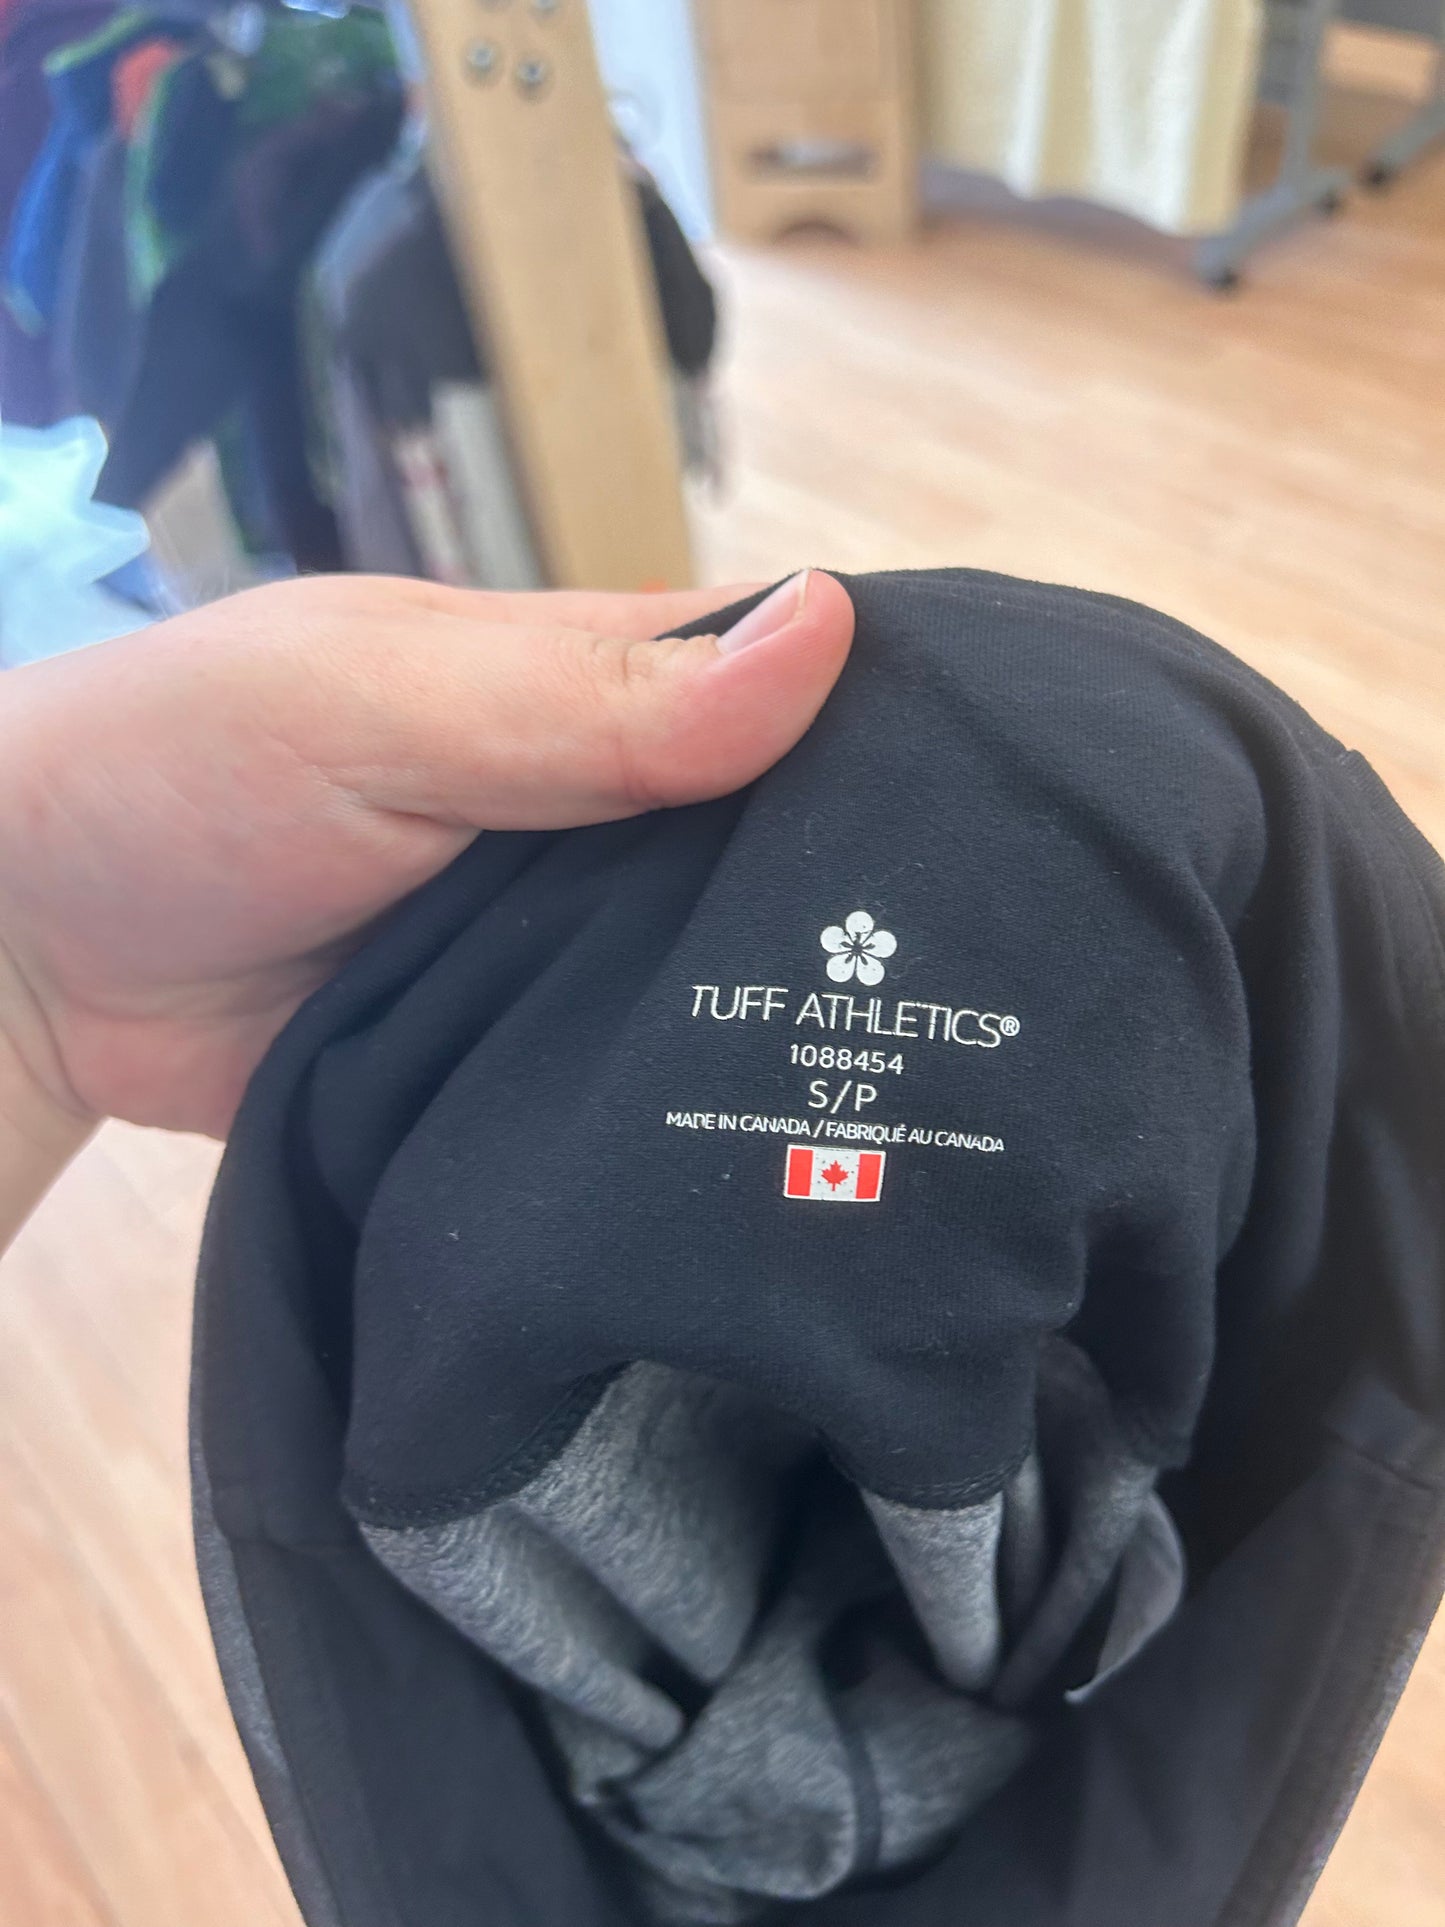 TUFF ATHLETICS®
1088454
S/P
MADE IN CANADA / FABRIQUÉ AU CANADA